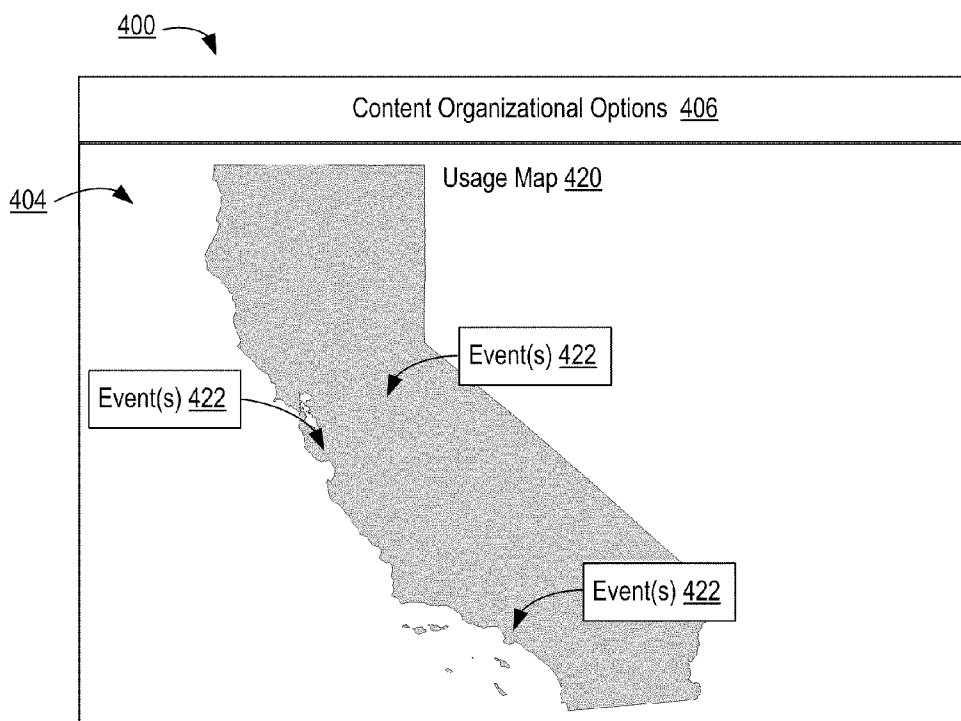 400
Content Organizational Options 406
404
Usage Map 420
Event(s) 422
Event(s) 422
Event(s) 422